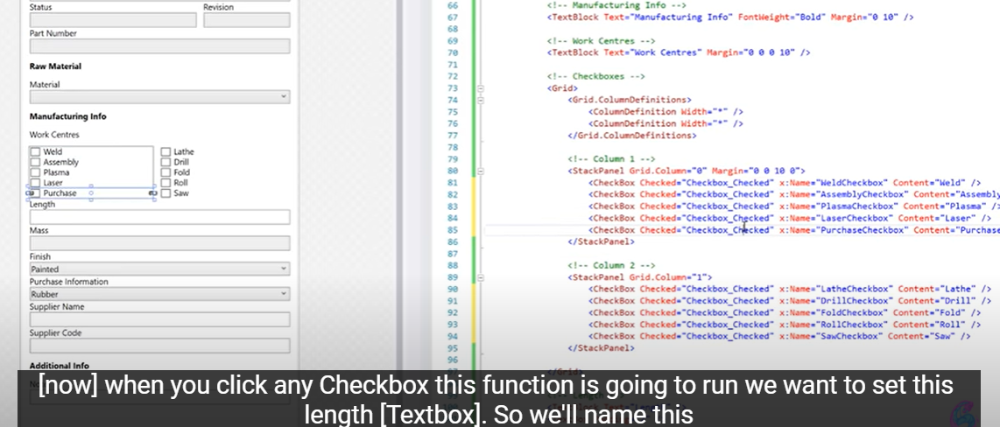 Status Revision
Part Number
Raw Material
Material
Manufacturing Info
Work Centres
Weld Lathe
Assembly Drill
Plasma Fold
Laser Roll
Purchase Saw
Length
Mass
Finish
Painted
Purchase Information
Rubber
Supplier Name
Supplier Code
Additional Info
66 <!-- Manufacturing Info -->
67 <TextBlock Text="Manufacturing Info" FontWeight="Bold" Margin="0 10" />
68
69 <!-- Work Centres -->
70 <TextBlock Text="Work Centres" Margin="0 0 0 10" />
71
72 <!-- Checkboxes -->
73 <Grid>
74 <Grid.ColumnDefinitions>
75 <ColumnDefinition Width="*" />
76 <ColumnDefinition Width="*" />
77 </Grid.ColumnDefinitions>
78
79 <!-- Column 1 -->
80 <StackPanel Grid.Column="0" Margin="0 0 10 0">
81 <CheckBox Checked="Checkbox_Checked" x:Name="WeldCheckbox" Content="Weld" />
82 <CheckBox Checked="Checkbox_Checked" x:Name="AssemblyCheckbox" Content="Assembly
83 <CheckBox Checked="Checkbox_Checked" x:Name="PlasmaCheckbox" Content="Plasma" />
84 <CheckBox Checked="Checkbox_Checked" x:Name="LaserCheckbox" Content="Laser" />
85 <CheckBox Checked="Checkbox_Checked" x:Name="PurchaseCheckbox" Content="Purchase
86 </StackPanel>
87
88 <!-- Column 2 -->
89 <StackPanel Grid.Column="1">
90 <CheckBox Checked="Checkbox_Checked" x:Name="LatheCheckbox" Content="Lathe" />
91 <CheckBox Checked="Checkbox_Checked" x:Name="DrillCheckbox" Content="Drill" />
92 <CheckBox Checked="Checkbox_Checked" x:Name="FoldCheckbox" Content="Fold" />
93 <CheckBox Checked="Checkbox_Checked" x:Name="RollCheckbox" Content="Roll" />
94 <CheckBox Checked="Checkbox_Checked" x:Name="SawCheckbox" Content="Saw" />
95 </StackPanel>
96
[now] when you click any Checkbox this function is going to run we want to set this
length [Textbox]. So we'll name this